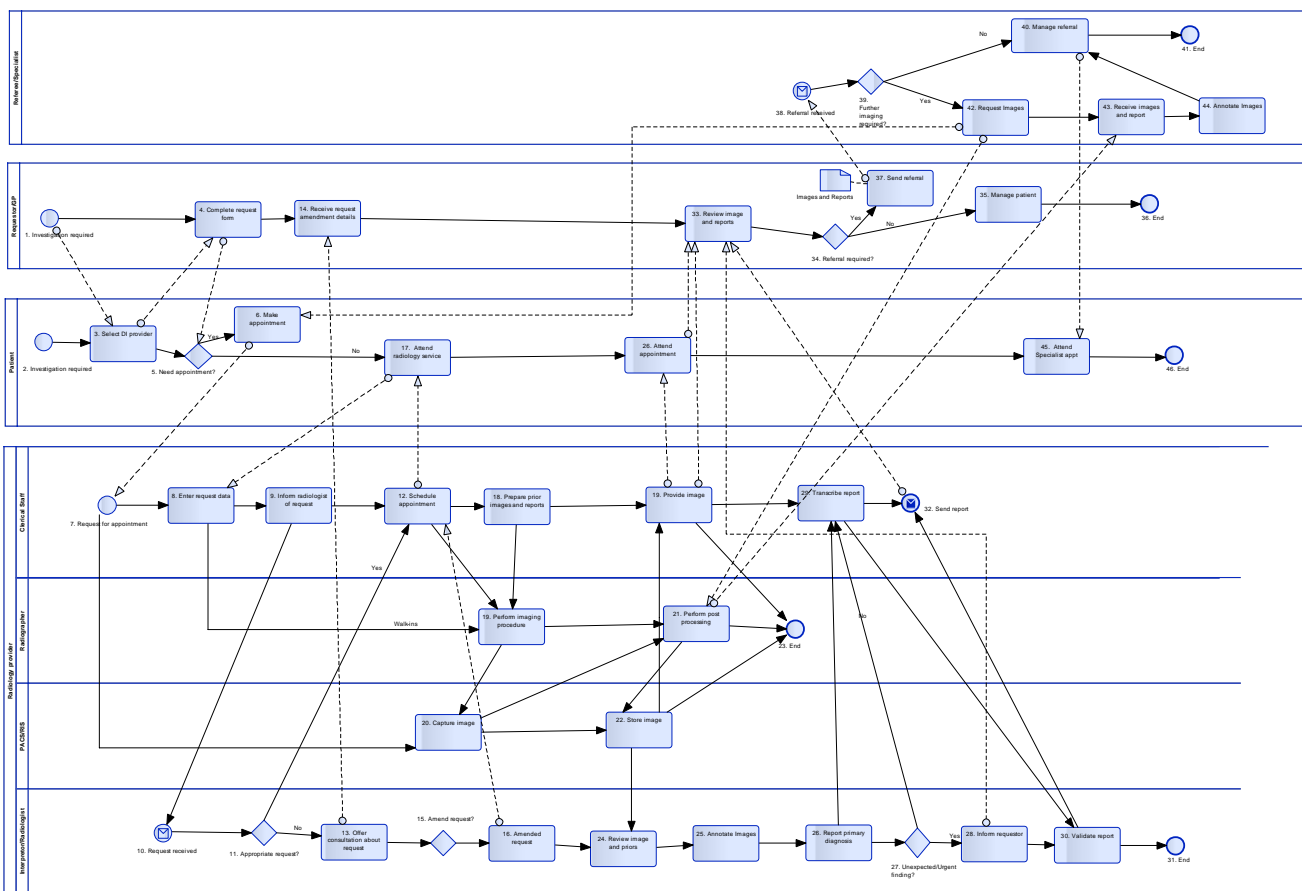 Referee/Specialist
40. Manage referral
No
41. End
38. Referral received
39.
Further
imaging
required?
Yes
42. Request Images
43. Receive images
and report
44. Annotate Images
Requestor/GP
1. Investigation required
4. Complete request
form
14. Receive request
amendment details
33. Review image
and reports
Images and Reports
37. Send referral
Yes
No
34. Referral required?
35. Manage patient
36. End
Patient
2. Investigation required
3. Select DI provider
Yes
5. Need appointment?
6. Make
appointment
No
17. Attend
radiology service
26. Attend
appointment
45. Attend
Specialist appt
46. End
Radiology provider
Clerical Staff
7. Request for appointment
8. Enter request data
9. Inform radiologist
of request
12. Schedule
appointment
18. Prepare prior
images and reports
19. Provide image
29. Transcribe report
32. Send report
Yes
Radiographer
Walk-ins
19. Perform imaging
procedure
21. Perform post
processing
23. End
No
PACS/RIS
20. Capture image
22. Store image
Interpretor/Radiologist
10. Request received
11. Appropriate request?
No
13. Offer
consultation about
request
15. Amend request?
16. Amended
request
24. Review image
and priors
25. Annotate Images
26. Report primary
diagnosis
27. Unexpected/Urgent
finding?
Yes
28. Inform requestor
30. Validate report
31. End